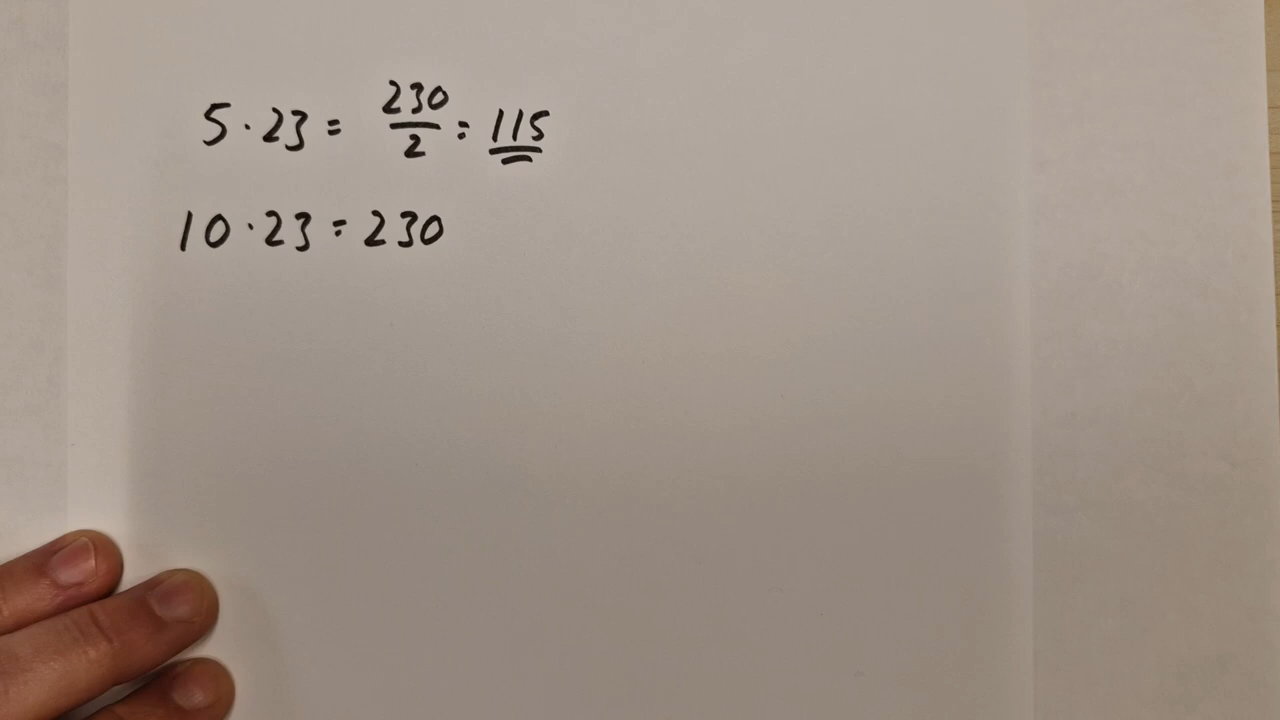 5 · 23 = 230/2 = 115
10 · 23 = 230